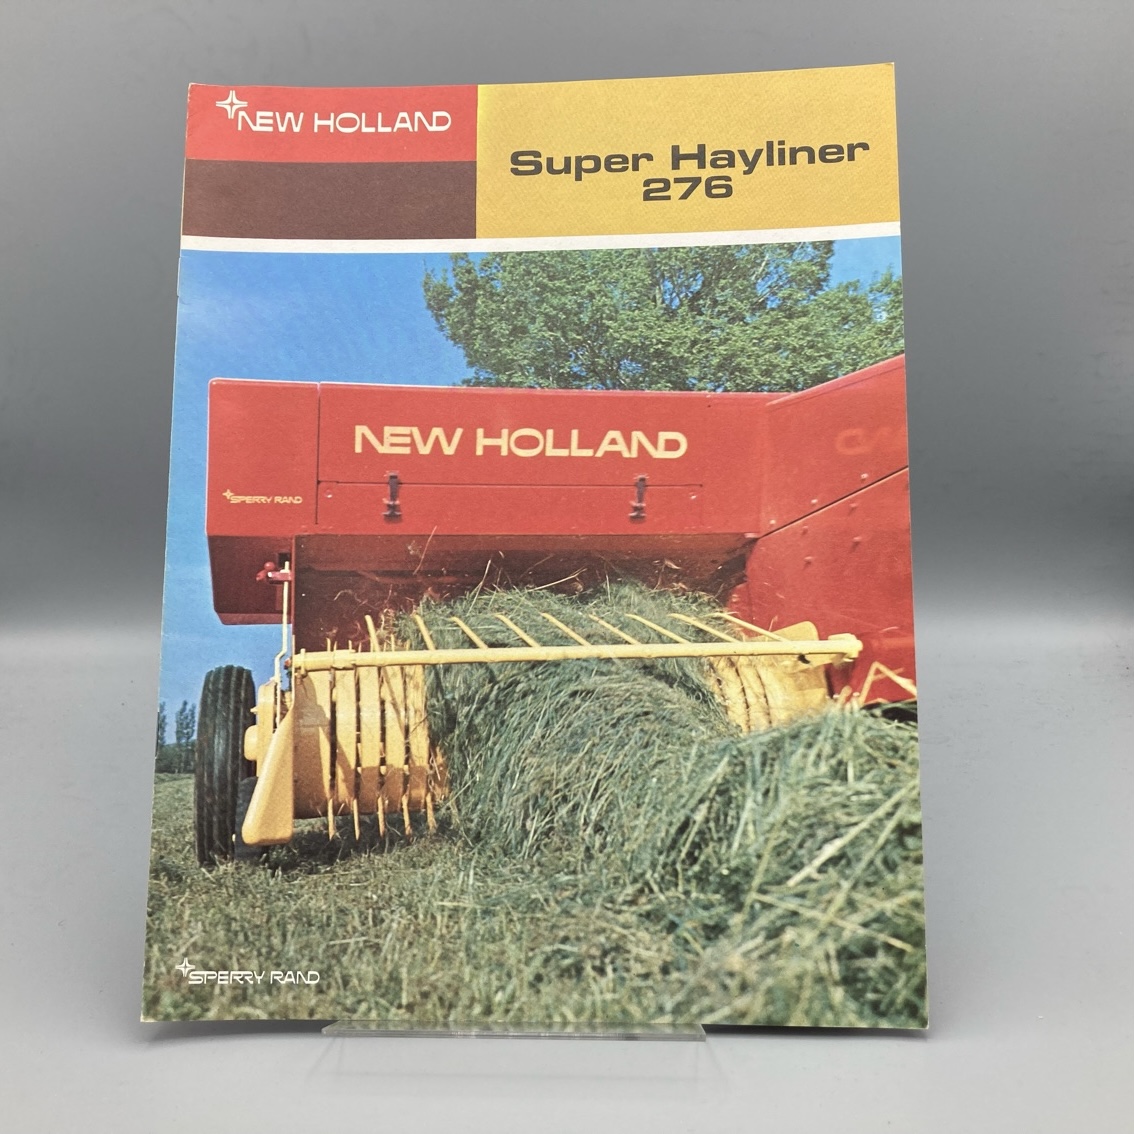 NEW HOLLAND
Super Hayliner
276
NEW HOLLAND
SPERRY RAND
SPERRY RAND